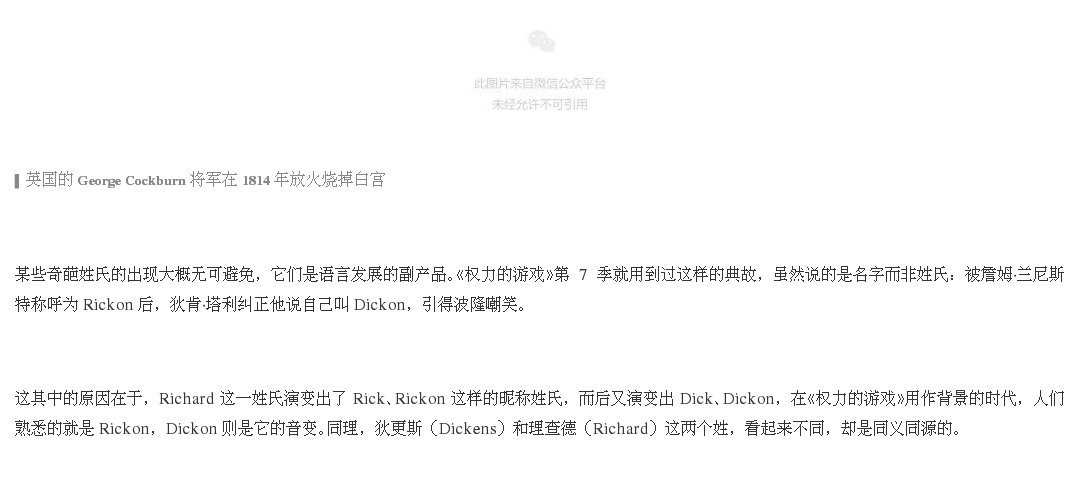 此图片来自微信公众平台
未经允许不可引用
英国的 George Cockburn 将军在 1814 年放火烧掉白宫
某些奇葩姓氏的出现大概无可避免，它们是语言发展的副产品。《权力的游戏》第 7 季就用到过这样的典故，虽然说的是名字而非姓氏：被詹姆·兰尼斯
特称呼为 Rickon 后，狄肯·塔利纠正他说自己叫 Dickon，引得波隆嘲笑。
这其中的原因在于，Richard 这一姓氏演变出了 Rick、Rickon 这样的昵称姓氏，而后又演变出 Dick、Dickon，在《权力的游戏》用作背景的时代，人们
熟悉的就是 Rickon，Dickon 则是它的音变。同理，狄更斯（Dickens）和理查德（Richard）这两个姓，看起来不同，却是同义同源的。